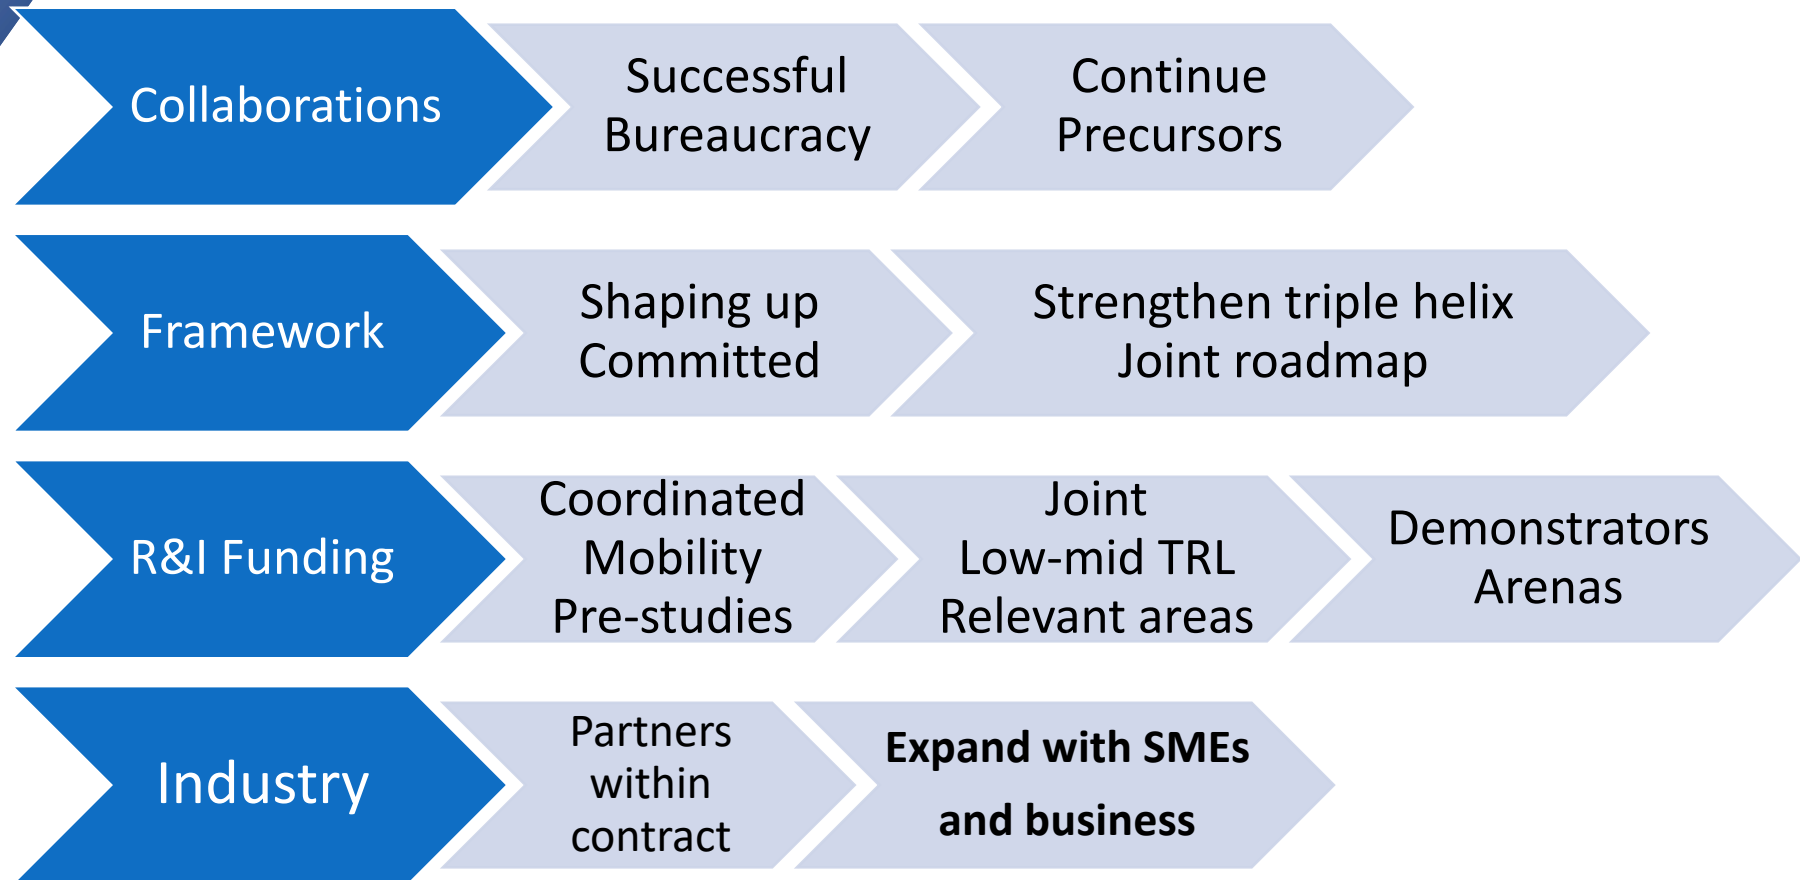 Collaborations
Successful
Bureaucracy
Continue
Precursors
Framework
Shaping up
Committed
Strengthen triple helix
Joint roadmap
R&I Funding
Coordinated
Mobility
Pre-studies
Joint
Low-mid TRL
Relevant areas
Demonstrators
Arenas
Industry
Partners
within
contract
Expand with SMEs
and business